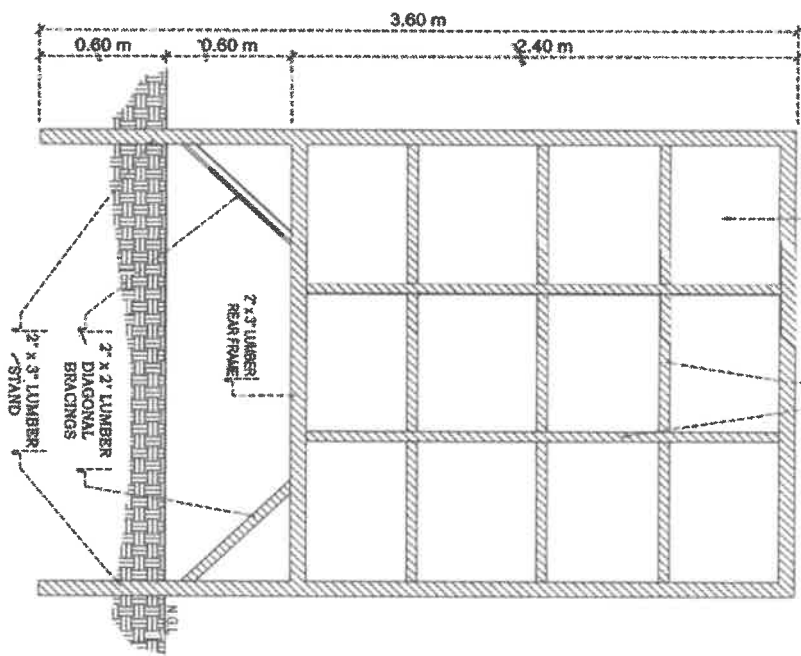 3.60 m
0.60 m
0.60 m
2.40 m
2" x 3" LUMBER
REAR FRAME
2" x 2" LUMBER
DIAGONAL
BRACINGS
2" x 3" LUMBER
STAND
NGL